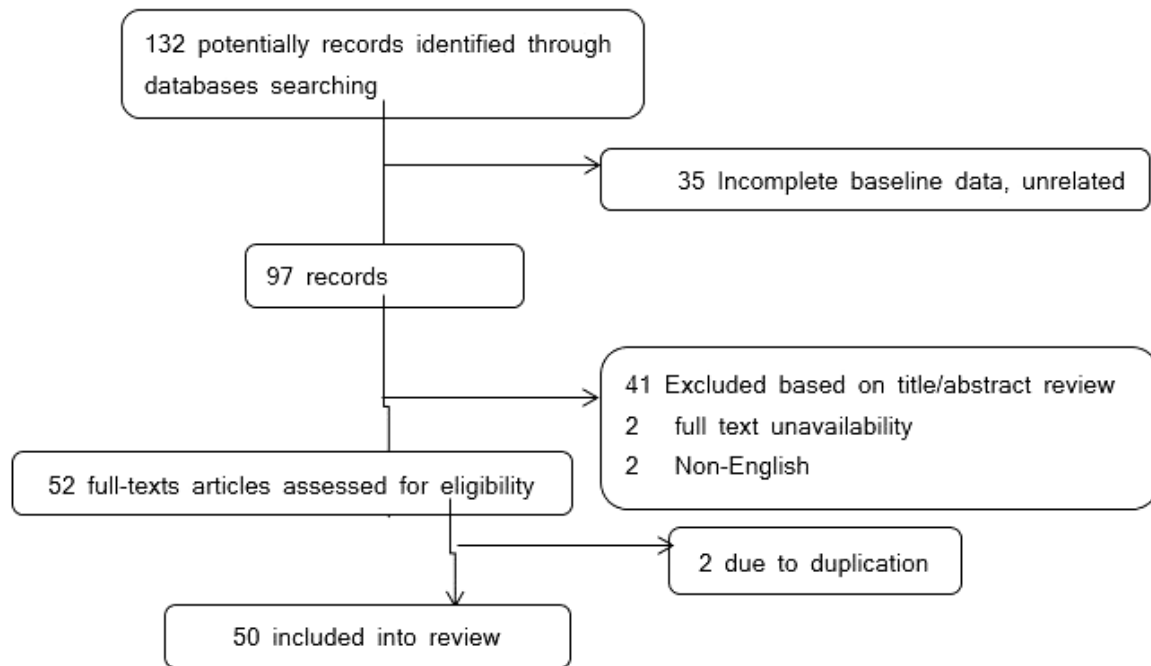 132 potentially records identified through
databases searching
35 Incomplete baseline data, unrelated
97 records
41 Excluded based on title/abstract review
2 full text unavailability
2 Non-English
52 full-texts articles assessed for eligibility
2 due to duplication
50 included into review